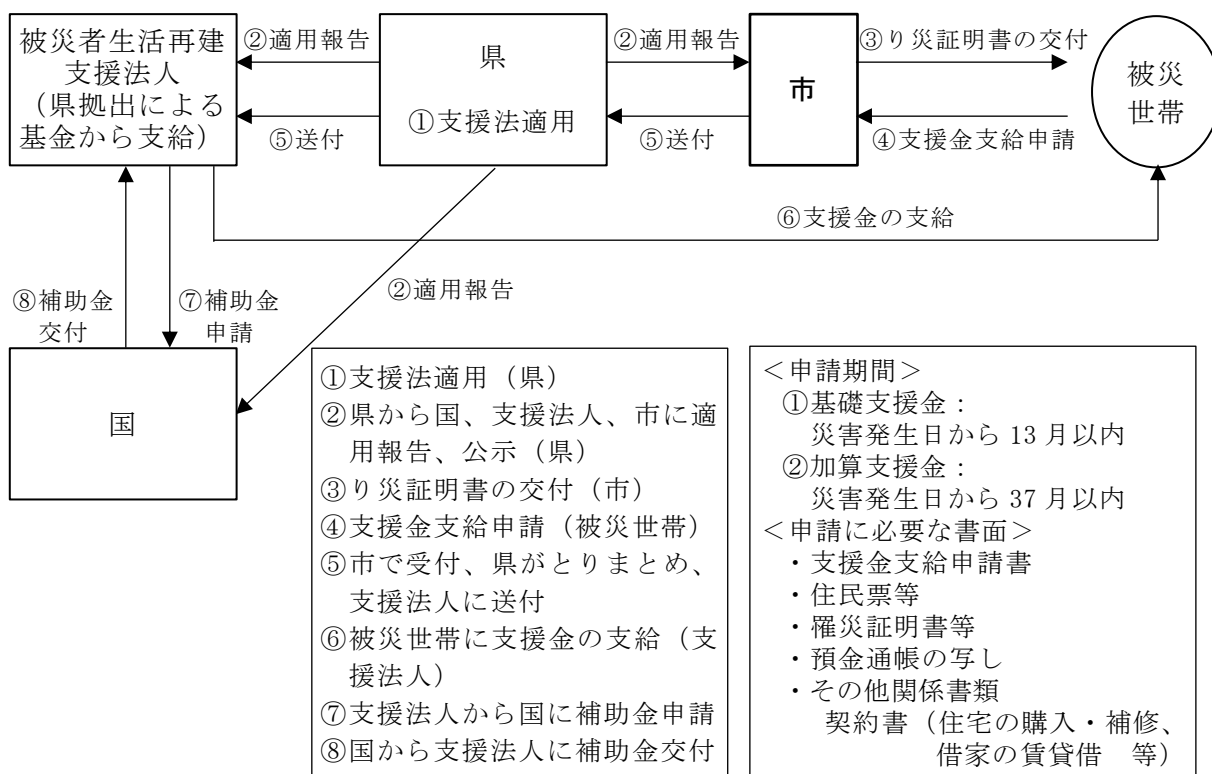 被災者生活再建
支援法人
（県拠出による
基金から支給）
②適用報告
県
①支援法適用
②適用報告
市
③り災証明書の交付
被災
世帯
⑤送付
⑤送付
④支援金支給申請
⑥支援金の支給
②適用報告
⑧補助金
交付
⑦補助金
申請
国
①支援法適用（県）
②県から国、支援法人、市に適
用報告、公示（県）
③り災証明書の交付（市）
④支援金支給申請（被災世帯）
⑤市で受付、県がとりまとめ、
支援法人に送付
⑥被災世帯に支援金の支給（支
援法人）
⑦支援法人から国に補助金申請
⑧国から支援法人に補助金交付
＜申請期間＞
①基礎支援金：
災害発生日から 13 月以内
②加算支援金：
災害発生日から 37 月以内
＜申請に必要な書面＞
・支援金支給申請書
・住民票等
・罹災証明書等
・預金通帳の写し
・その他関係書類
契約書（住宅の購入・補修、
借家の賃貸借　等）